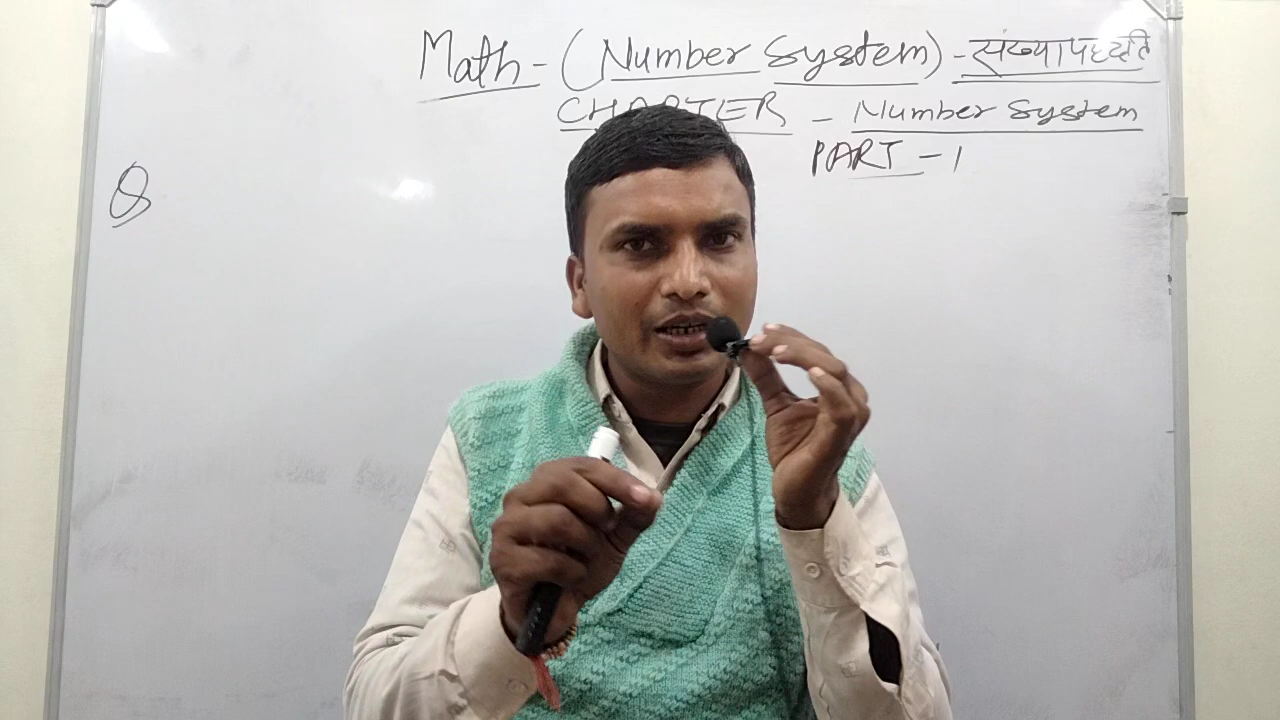 Math - (Number System) - संख्या पद्धति
CHAPTER - Number System
PART - 1
Q